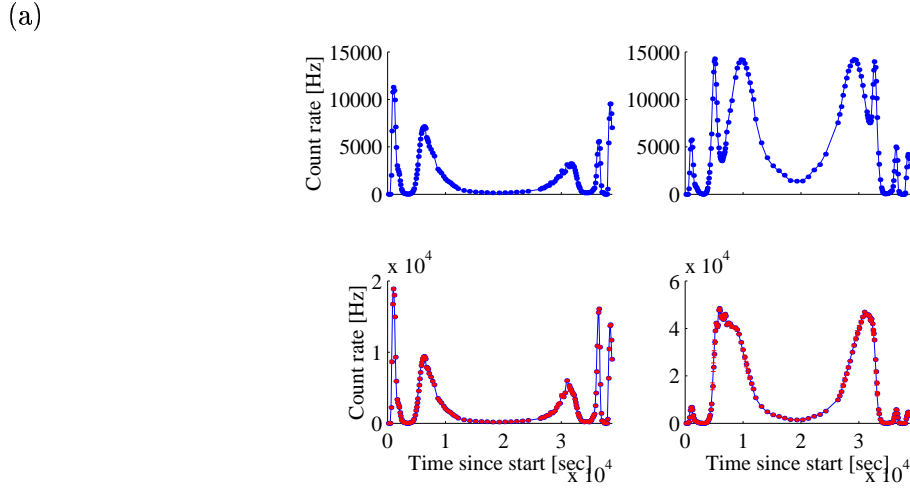 (a)
15000
10000
5000
0
Count rate [Hz]
15000
10000
5000
0
x 10^4
2
1
0
Count rate [Hz]
0 1 2 3
Time since start [sec]
x 10^4
x 10^4
6
4
2
0
0 1 2 3
Time since start [sec]
x 10^4